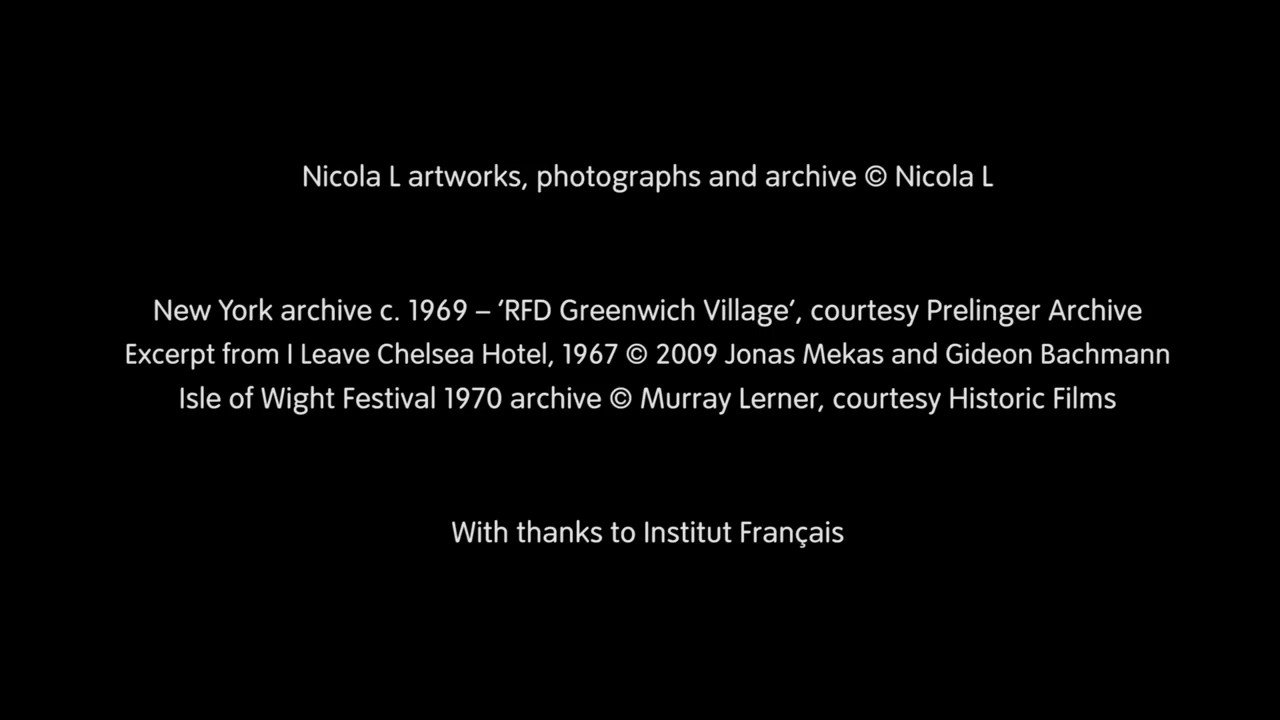 Nicola L artworks, photographs and archive © Nicola L
New York archive c. 1969 – ‘RFD Greenwich Village’, courtesy Prelinger Archive
Excerpt from I Leave Chelsea Hotel, 1967 © 2009 Jonas Mekas and Gideon Bachmann
Isle of Wight Festival 1970 archive © Murray Lerner, courtesy Historic Films
With thanks to Institut Français